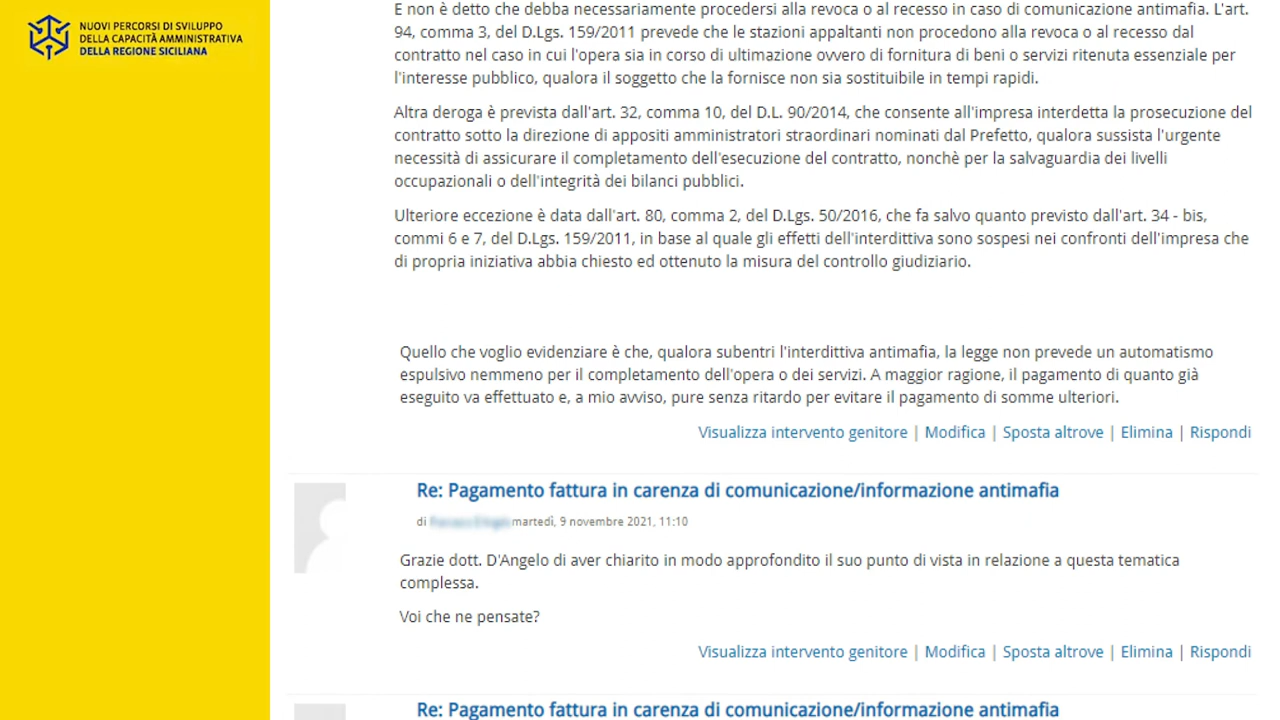 NUOVI PERCORSI DI SVILUPPO
DELLA CAPACITÀ AMMINISTRATIVA
DELLA REGIONE SICILIANA
E non è detto che debba necessariamente procedersi alla revoca o al recesso in caso di comunicazione antimafia. L'art.
94, comma 3, del D.Lgs. 159/2011 prevede che le stazioni appaltanti non procedono alla revoca o al recesso dal
contratto nel caso in cui l'opera sia in corso di ultimazione ovvero di fornitura di beni o servizi ritenuta essenziale per
l'interesse pubblico, qualora il soggetto che la fornisce non sia sostituibile in tempi rapidi.
Altra deroga è prevista dall'art. 32, comma 10, del D.L. 90/2014, che consente all'impresa interdetta la prosecuzione del
contratto sotto la direzione di appositi amministratori straordinari nominati dal Prefetto, qualora sussista l'urgente
necessità di assicurare il completamento dell'esecuzione del contratto, nonchè per la salvaguardia dei livelli
occupazionali o dell'integrità dei bilanci pubblici.
Ulteriore eccezione è data dall'art. 80, comma 2, del D.Lgs. 50/2016, che fa salvo quanto previsto dall'art. 34 - bis,
commi 6 e 7, del D.Lgs. 159/2011, in base al quale gli effetti dell'interdittiva sono sospesi nei confronti dell'impresa che
di propria iniziativa abbia chiesto ed ottenuto la misura del controllo giudiziario.
Quello che voglio evidenziare è che, qualora subentri l'interdittiva antimafia, la legge non prevede un automatismo
espulsivo nemmeno per il completamento dell'opera o dei servizi. A maggior ragione, il pagamento di quanto già
eseguito va effettuato e, a mio avviso, pure senza ritardo per evitare il pagamento di somme ulteriori.
Visualizza intervento genitore | Modifica | Sposta altrove | Elimina | Rispondi
Re: Pagamento fattura in carenza di comunicazione/informazione antimafia
di martedì, 9 novembre 2021, 11:10
Grazie dott. D'Angelo di aver chiarito in modo approfondito il suo punto di vista in relazione a questa tematica
complessa.
Voi che ne pensate?
Visualizza intervento genitore | Modifica | Sposta altrove | Elimina | Rispondi
Re: Pagamento fattura in carenza di comunicazione/informazione antimafia